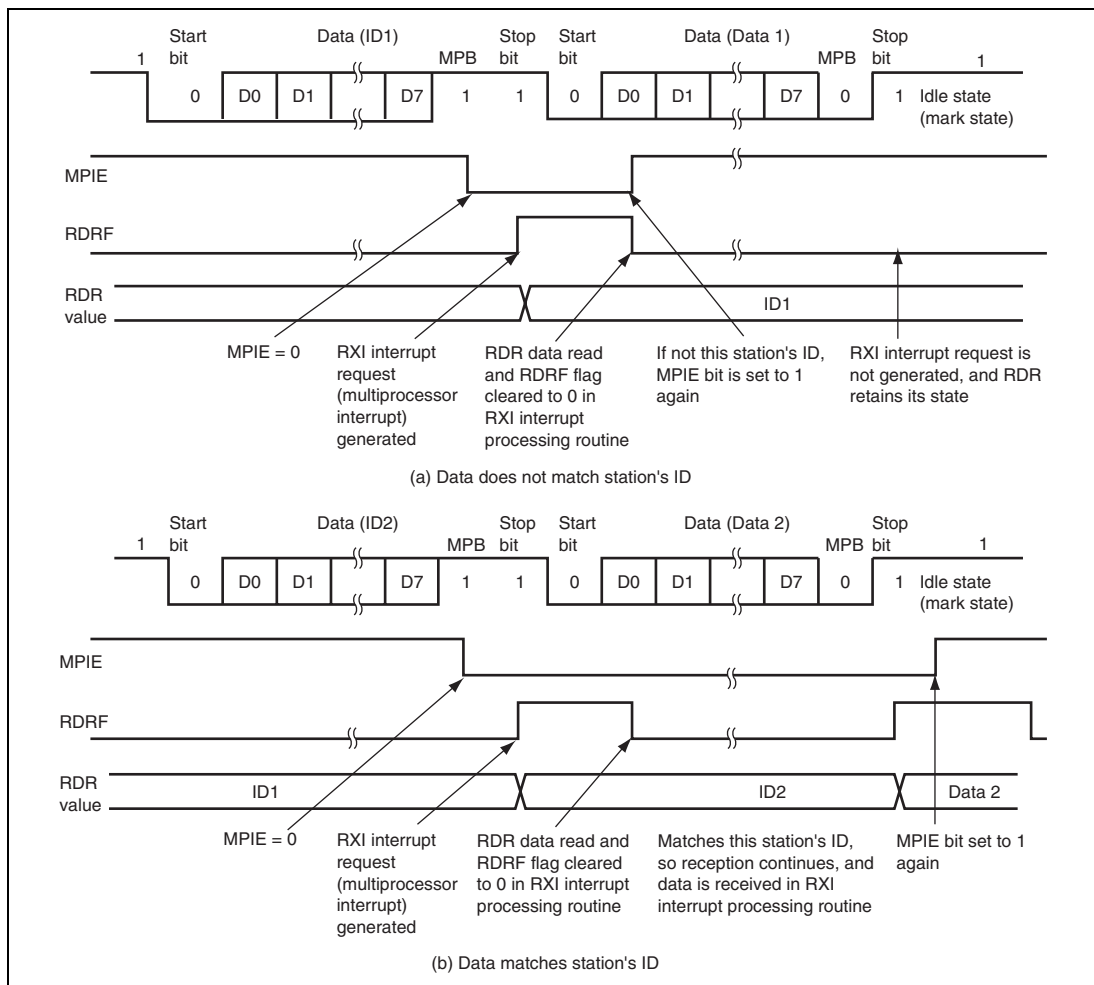 Start Data (ID1) Stop Start Data (Data 1) Stop
1 bit MPB bit bit MPB bit 1
0 D0 D1 D7 1 1 0 D0 D1 D7 0 1 Idle state
(mark state)
MPIE
RDRF
RDR
value
ID1
MPIE = 0
RXI interrupt
request
(multiprocessor
interrupt)
generated
RDR data read
and RDRF flag
cleared to 0 in
RXI interrupt
processing routine
If not this station's ID,
MPIE bit is set to 1
again
RXI interrupt request is
not generated, and RDR
retains its state
(a) Data does not match station's ID
Start Data (ID2) Stop Start Data (Data 2) Stop
1 bit MPB bit bit MPB bit 1
0 D0 D1 D7 1 1 0 D0 D1 D7 0 1 Idle state
(mark state)
MPIE
RDRF
RDR
value
ID1 ID2 Data 2
MPIE = 0
RXI interrupt
request
(multiprocessor
interrupt)
generated
RDR data read and
RDRF flag cleared
to 0 in RXI interrupt
processing routine
Matches this station's ID,
so reception continues, and
data is received in RXI
interrupt processing routine
MPIE bit set to 1
again
(b) Data matches station's ID